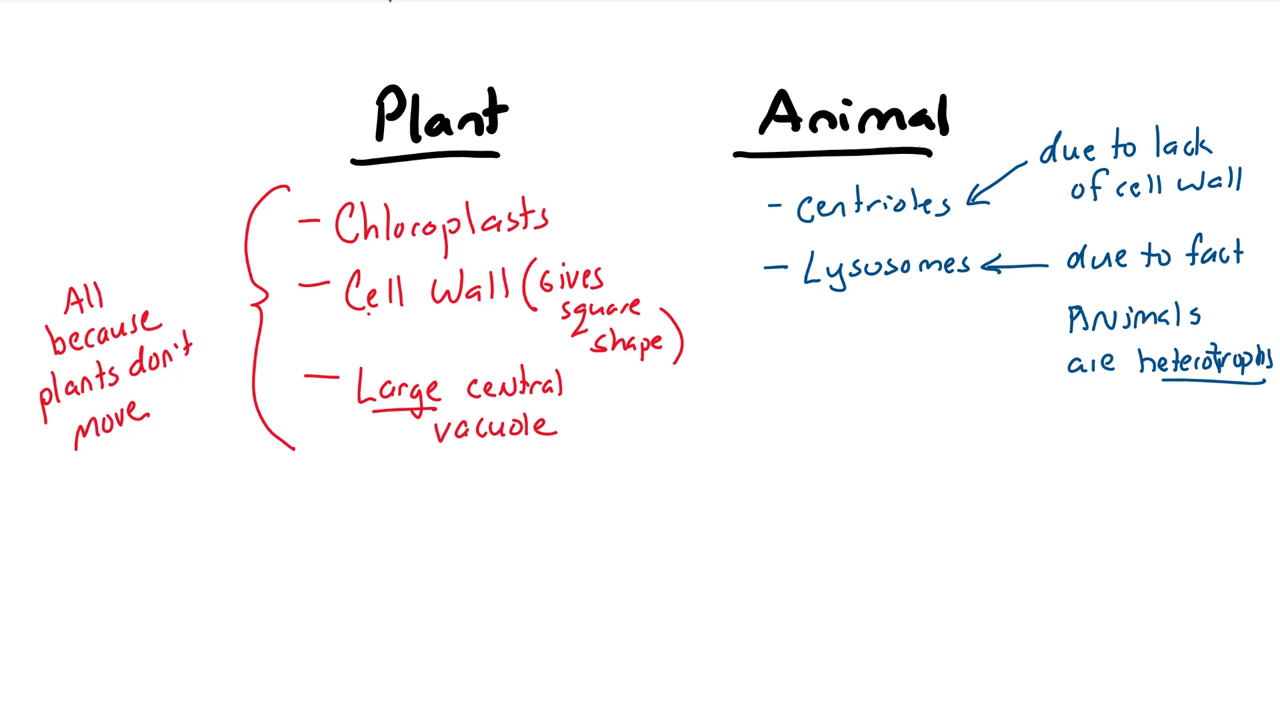 Plant
Animal
All
because
plants don't
move
- Chloroplasts
- Cell Wall (Gives
square
shape)
- Large central
vacuole
- Centrioles
due to lack
of cell wall
- Lysosomes
due to fact
Animals
are heterotrophs